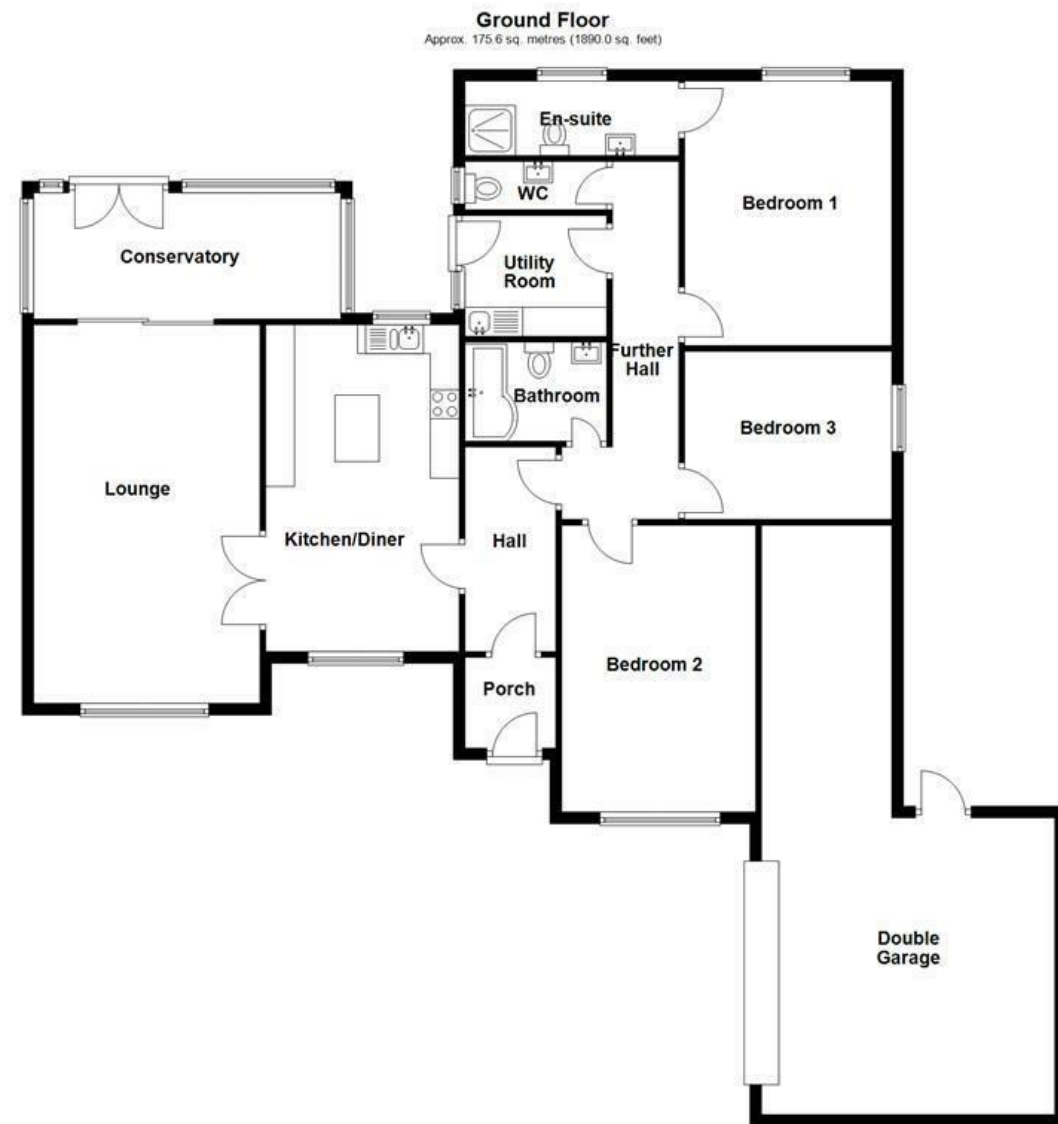 Ground Floor
Approx. 175.6 sq. metres (1890.0 sq. feet)
En-suite
WC
Bedroom 1
Conservatory
Utility
Room
Further
Hall
Bathroom
Bedroom 3
Lounge
Kitchen/Diner
Hall
Bedroom 2
Porch
Double
Garage